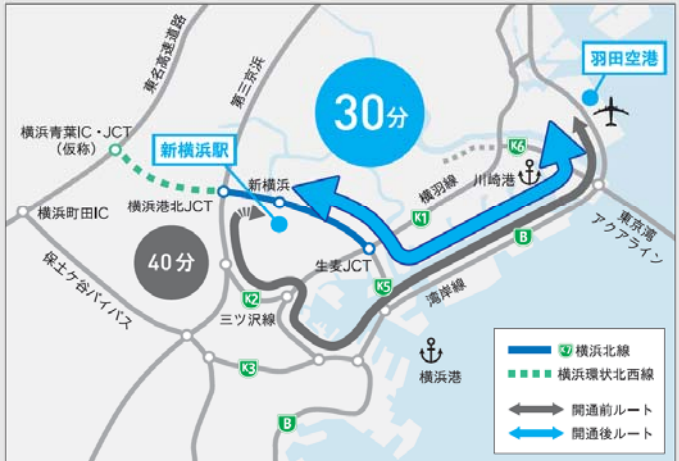 東名高速道路
第三京浜
30分
羽田空港
横浜青葉IC・JCT
（仮称）
新横浜駅
K6
新横浜
横羽線
川崎港
横浜港北JCT
横浜町田IC
K1
東京湾
アクアライン
B
40分
生麦JCT
保土ケ谷バイパス
K5
湾岸線
K2
三ツ沢線
K3
横浜港
B
K7 横浜北線
横浜環状北西線
開通前ルート
開通後ルート